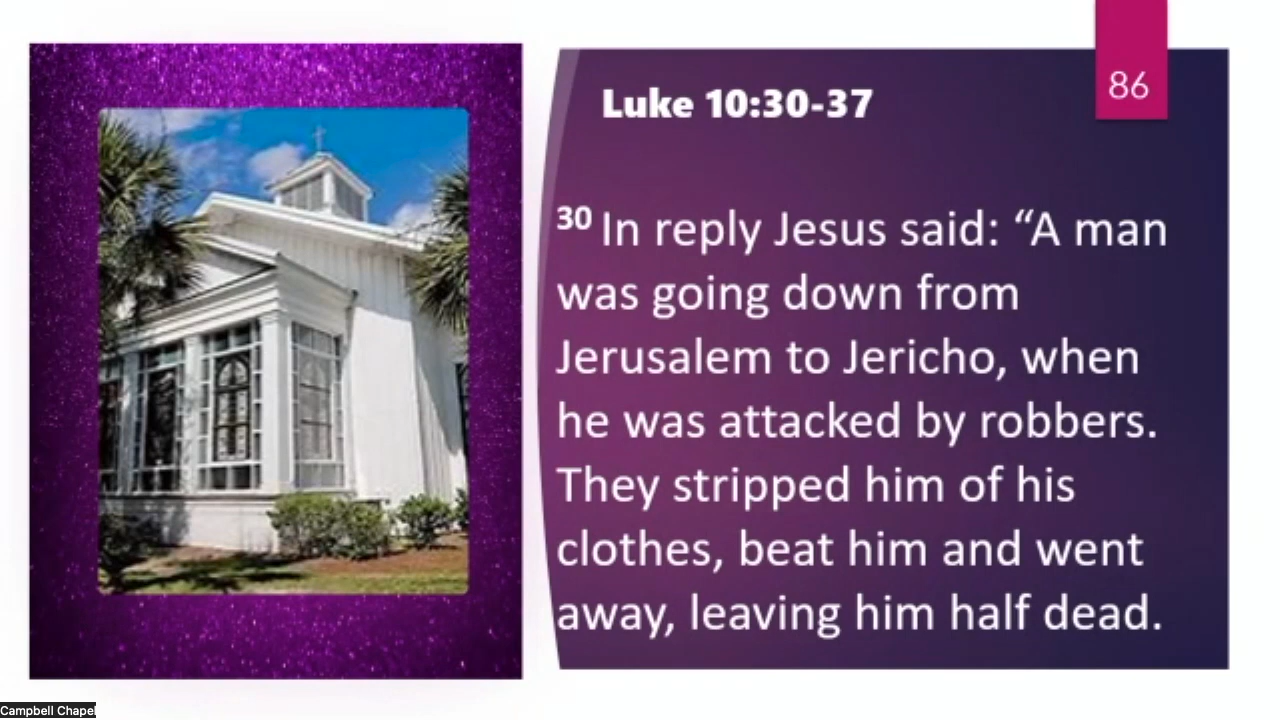 86
Luke 10:30-37
30 In reply Jesus said: “A man
was going down from
Jerusalem to Jericho, when
he was attacked by robbers.
They stripped him of his
clothes, beat him and went
away, leaving him half dead.
Campbell Chapel